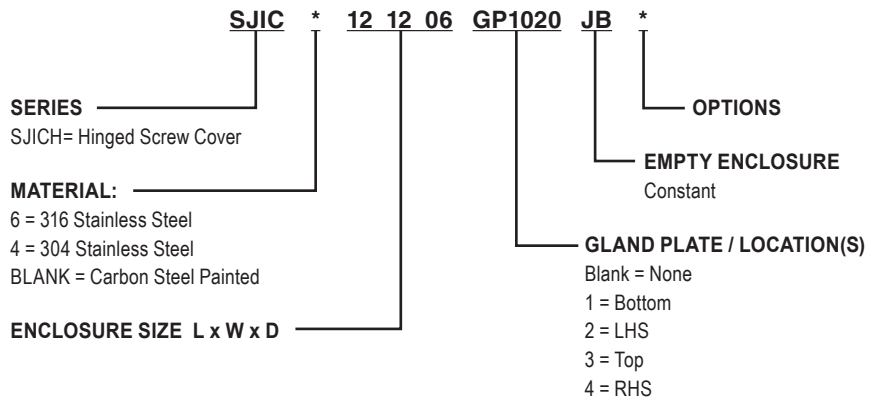 SJIC * 12 12 06 GP1020 JB *
SERIES
SJICH= Hinged Screw Cover
MATERIAL:
6 = 316 Stainless Steel
4 = 304 Stainless Steel
BLANK = Carbon Steel Painted
ENCLOSURE SIZE L x W x D
OPTIONS
EMPTY ENCLOSURE
Constant
GLAND PLATE / LOCATION(S)
Blank = None
1 = Bottom
2 = LHS
3 = Top
4 = RHS